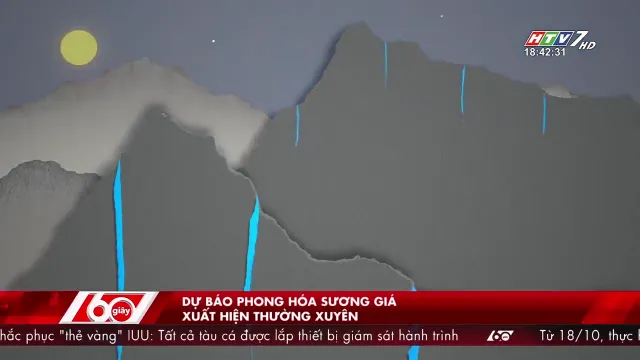 HTV7 HD
18:42:31
60 giây
DỰ BÁO PHONG HÓA SƯƠNG GIÁ
XUẤT HIỆN THƯỜNG XUYÊN
hắc phục "thẻ vàng" IUU: Tất cả tàu cá được lắp thiết bị giám sát hành trình 60 Từ 18/10, thực